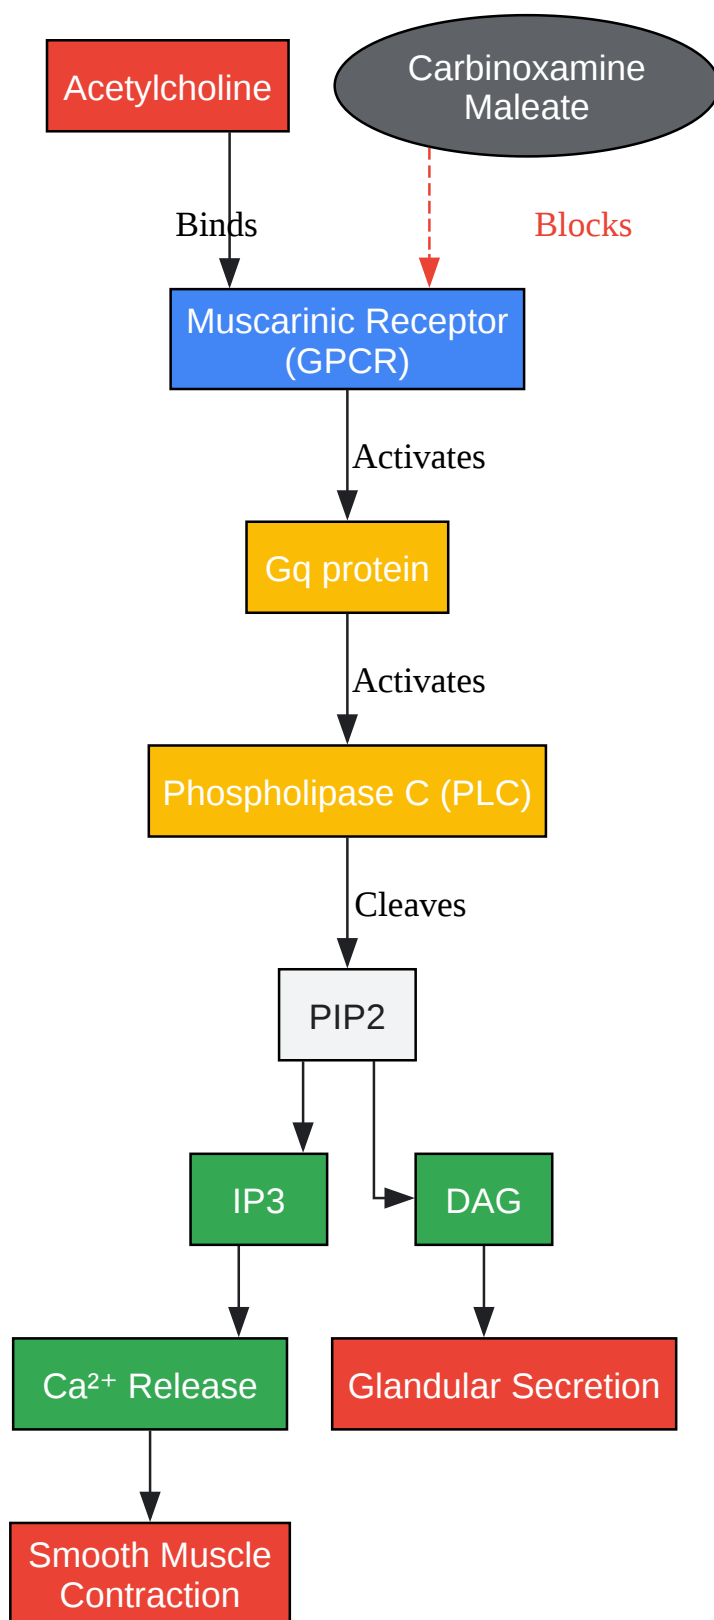 Acetylcholine
Carbinoxamine
Maleate
Binds
Blocks
Muscarinic Receptor
(GPCR)
Activates
Gq protein
Activates
Phospholipase C (PLC)
Cleaves
PIP2
IP3
DAG
Ca²⁺ Release
Glandular Secretion
Smooth Muscle
Contraction